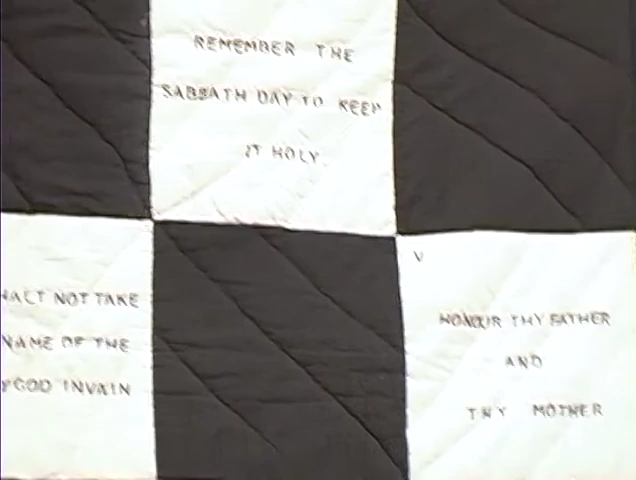 REMEMBER THE
SABBATH DAY TO KEEP
IT HOLY.
HALT NOT TAKE
NAME OF THE
YGOD INVAIN
V
HONOUR THY FATHER
AND
THY MOTHER